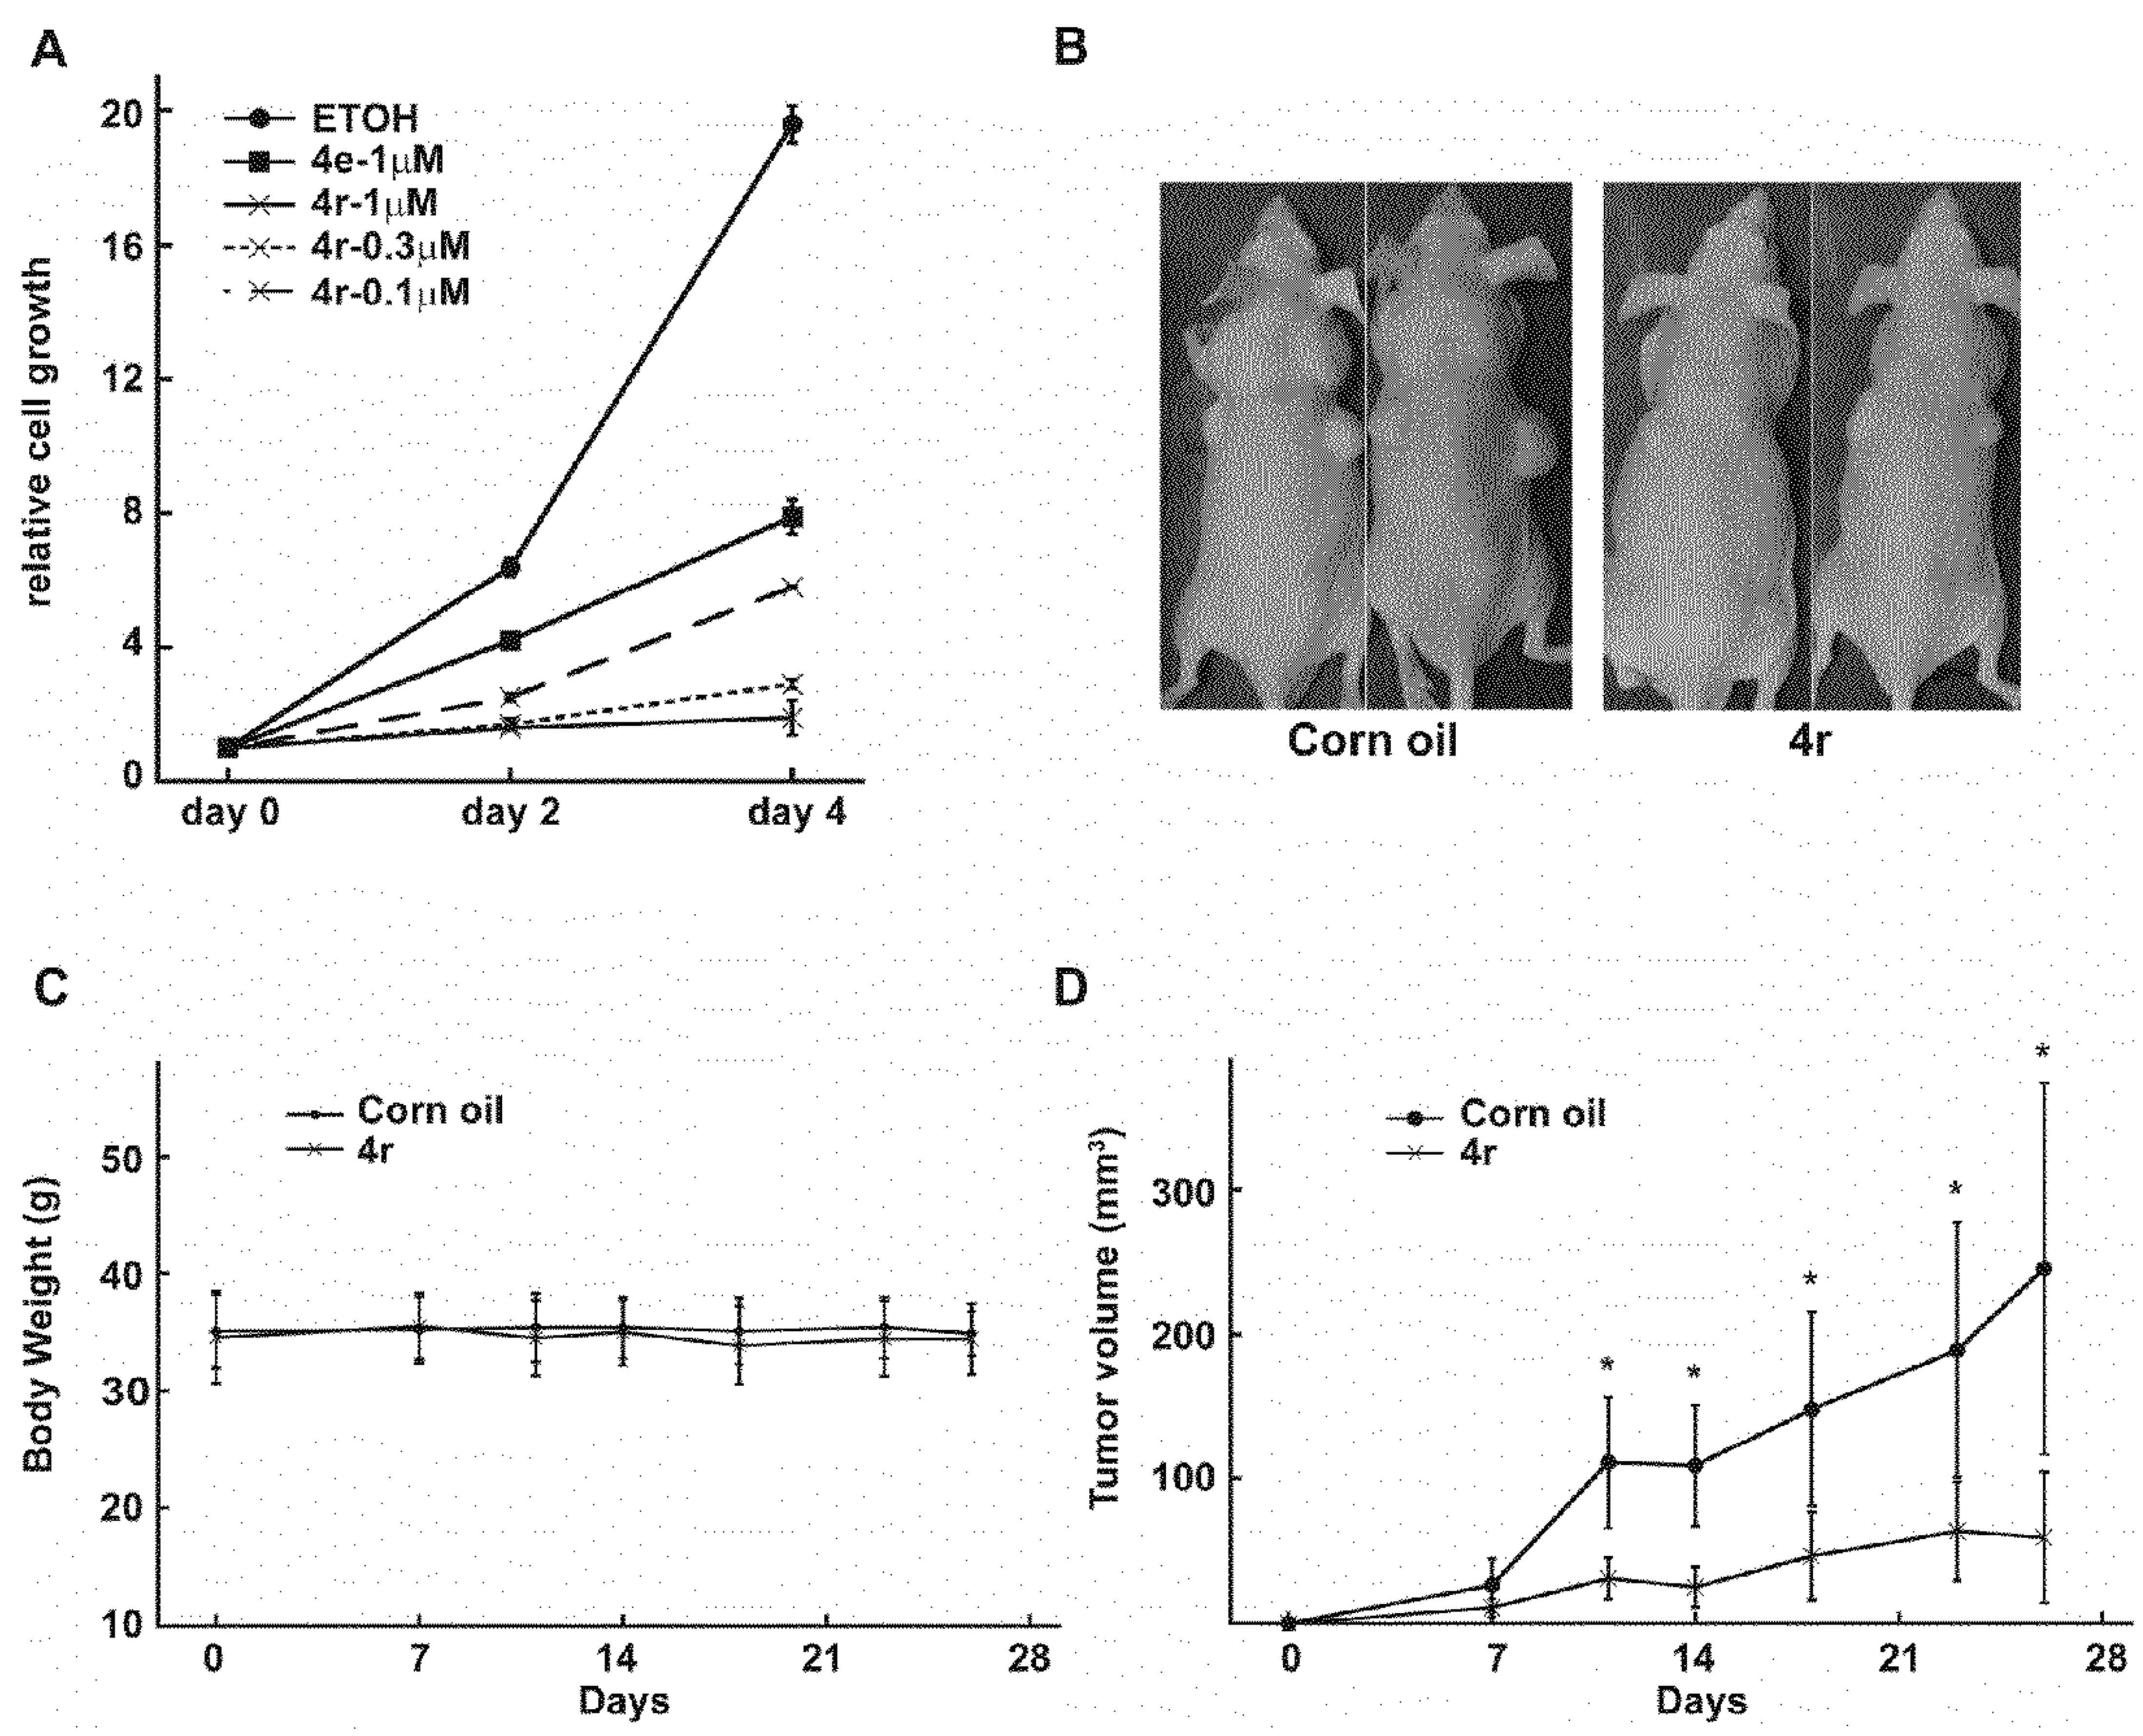 A
20
16
12
8
4
0
relative cell growth
ETOH
4e-1μM
4r-1μM
4r-0.3μM
4r-0.1μM
day 0 day 2 day 4
B
Corn oil 4r
C
50
40
30
20
10
Body Weight (g)
Corn oil
4r
0 7 14 21 28
Days
D
300
200
100
Tumor volume (mm³)
Corn oil
4r
* * * * *
0 7 14 21 28
Days